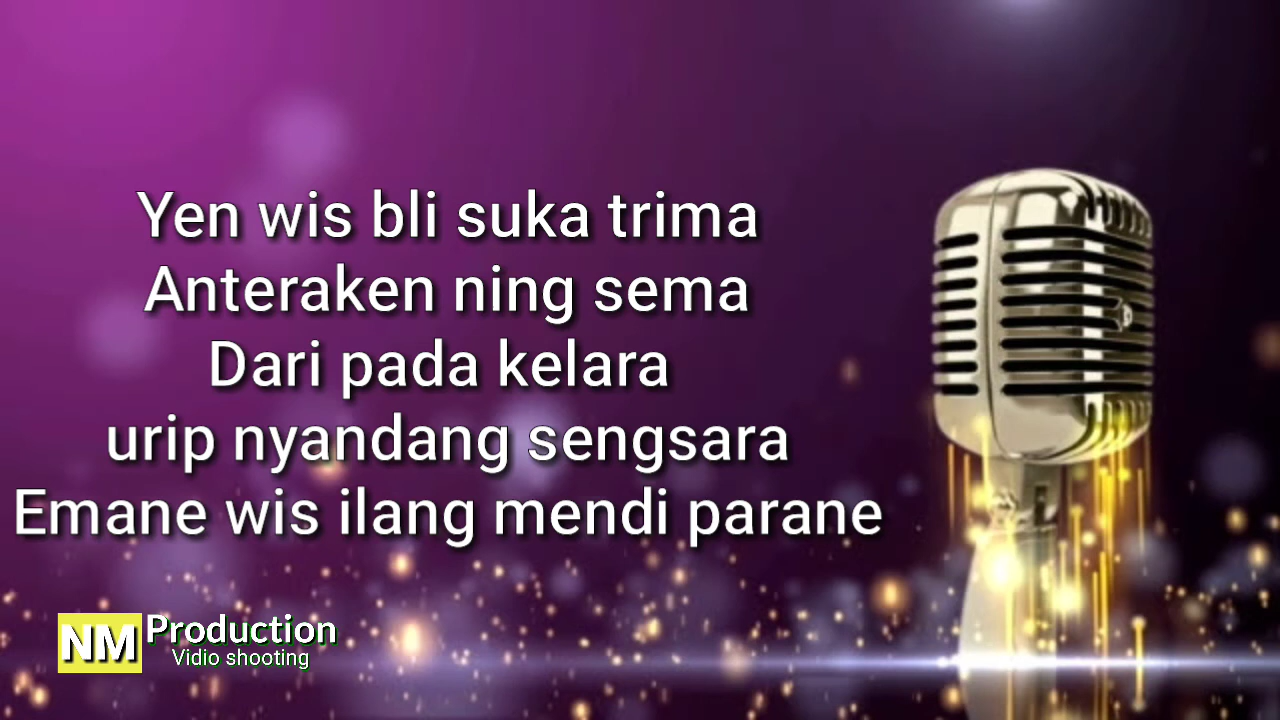 Yen wis bli suka trima
Anteraken ning sema
Dari pada kelara
urip nyandang sengsara
Emane wis ilang mendi parane
NM Production
Vidio shooting